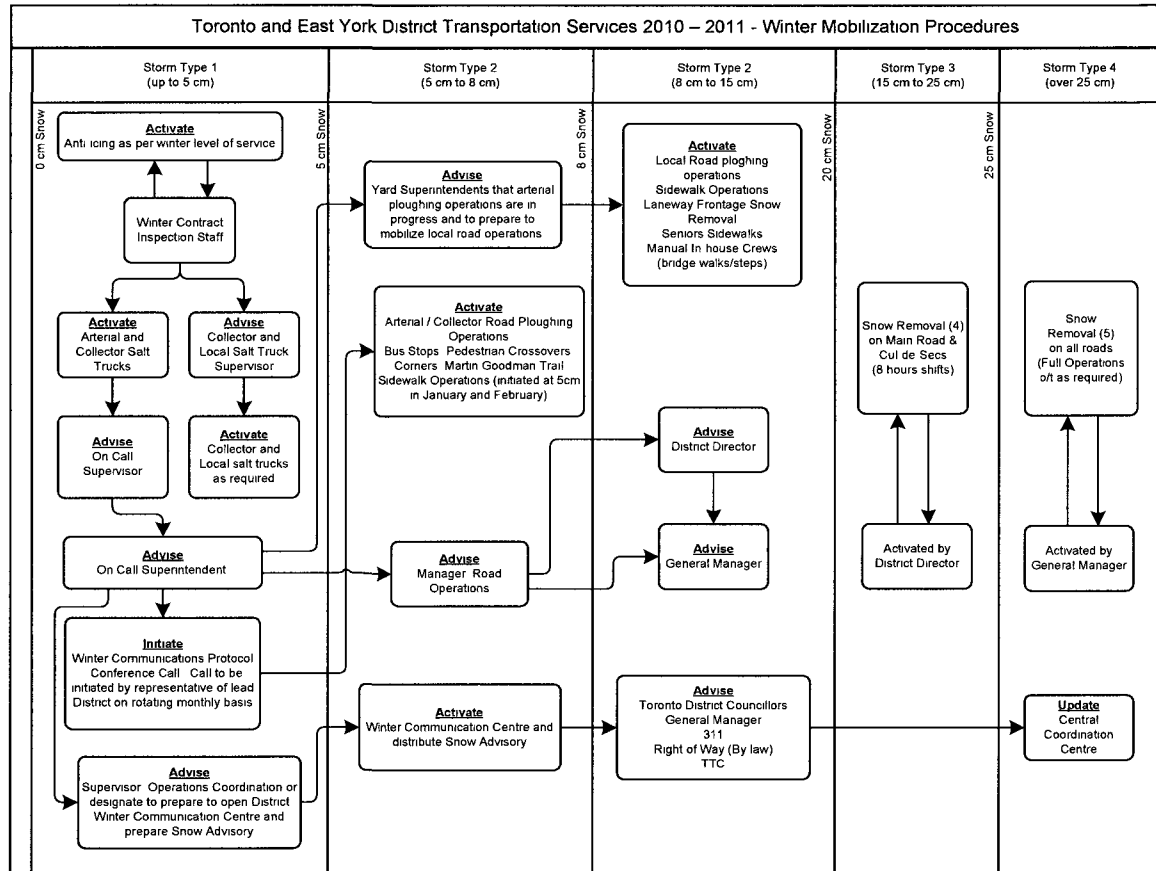 Toronto and East York District Transportation Services 2010 – 2011 - Winter Mobilization Procedures
Storm Type 1
(up to 5 cm)
Storm Type 2
(5 cm to 8 cm)
Storm Type 2
(8 cm to 15 cm)
Storm Type 3
(15 cm to 25 cm)
Storm Type 4
(over 25 cm)
0 cm Snow
5 cm Snow
8 cm Snow
20 cm Snow
25 cm Snow
Activate
Anti icing as per winter level of service
Winter Contract
Inspection Staff
Activate
Arterial and
Collector Salt
Trucks
Advise
Collector and
Local Salt Truck
Supervisor
Advise
On Call
Supervisor
Activate
Collector and
Local salt trucks
as required
Advise
On Call Superintendent
Initiate
Winter Communications Protocol
Conference Call Call to be
initiated by representative of lead
District on rotating monthly basis
Advise
Supervisor Operations Coordination or
designate to prepare to open District
Winter Communication Centre and
prepare Snow Advisory
Advise
Yard Superintendents that arterial
ploughing operations are in
progress and to prepare to
mobilize local road operations
Activate
Arterial / Collector Road Ploughing
Operations
Bus Stops Pedestrian Crossovers
Corners Martin Goodman Trail
Sidewalk Operations (initiated at 5cm
in January and February)
Advise
Manager Road
Operations
Activate
Winter Communication Centre and
distribute Snow Advisory
Activate
Local Road ploghing
operations
Sidewalk Operations
Laneway Frontage Snow
Removal
Seniors Sidewalks
Manual In house Crews
(bridge walks/steps)
Advise
District Director
Advise
General Manager
Advise
Toronto District Councillors
General Manager
311
Right of Way (By law)
TTC
Snow Removal (4)
on Main Road &
Cul de Secs
(8 hours shifts)
Activated by
District Director
Snow
Removal (5)
on all roads
(Full Operations
o/t as required)
Activated by
General Manager
Update
Central
Coordination
Centre